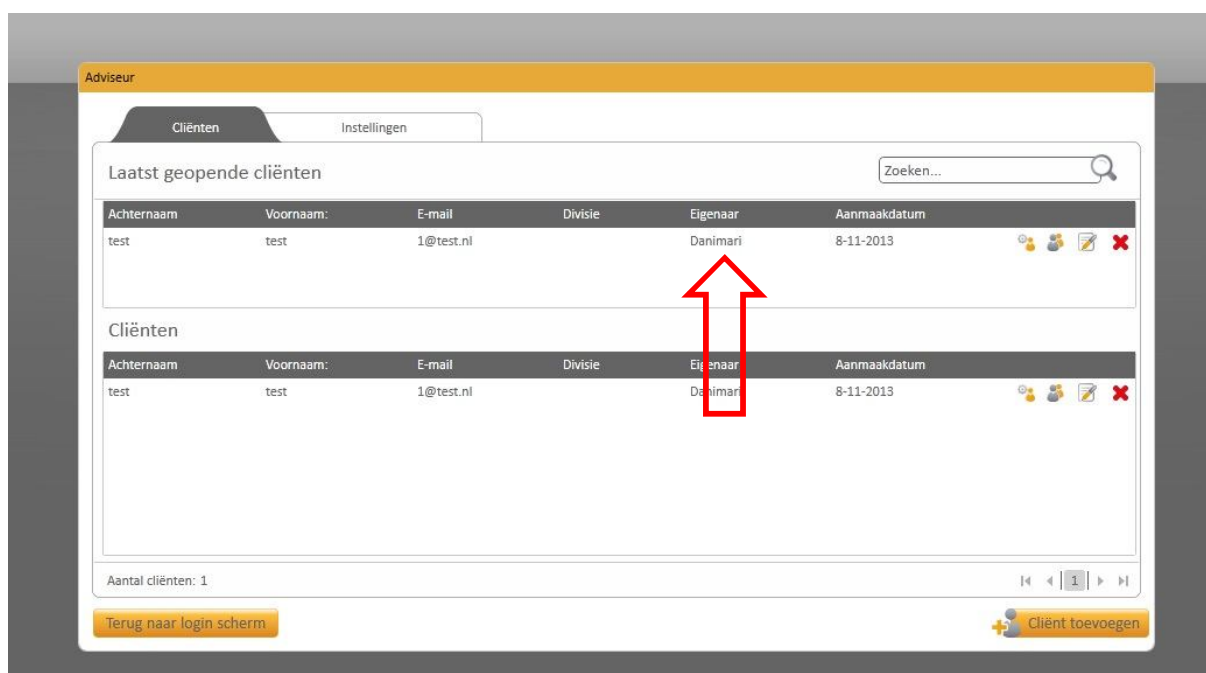 Adviseur
Cliënten Instellingen
Laatst geopende cliënten Zoeken...
Achternaam Voornaam: E-mail Divisie Eigenaar Aanmaakdatum
test test 1@test.nl Danimari 8-11-2013
Cliënten
Achternaam Voornaam: E-mail Divisie Eigenaar Aanmaakdatum
test test 1@test.nl Danimari 8-11-2013
Aantal cliënten: 1 1
Terug naar login scherm Cliënt toevoegen